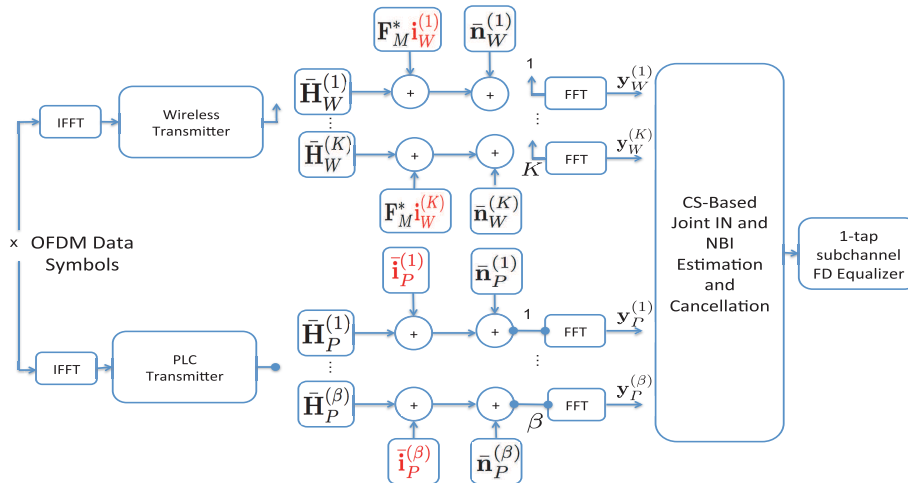 F*_M i_W^(1)
n̄_W^(1)
H̄_W^(1)
+
+
1
FFT
y_W^(1)
IFFT
Wireless
Transmitter
...
...
H̄_W^(K)
+
+
K
FFT
y_W^(K)
F*_M i_W^(K)
n̄_W^(K)
x OFDM Data
Symbols
CS-Based
Joint IN and
NBI
Estimation
and
Cancellation
1-tap
subchannel
FD Equalizer
ī_P^(1)
n̄_P^(1)
H̄_P^(1)
+
+
1
FFT
y_P^(1)
IFFT
PLC
Transmitter
...
...
H̄_P^(β)
+
+
β
FFT
y_P^(β)
ī_P^(β)
n̄_P^(β)